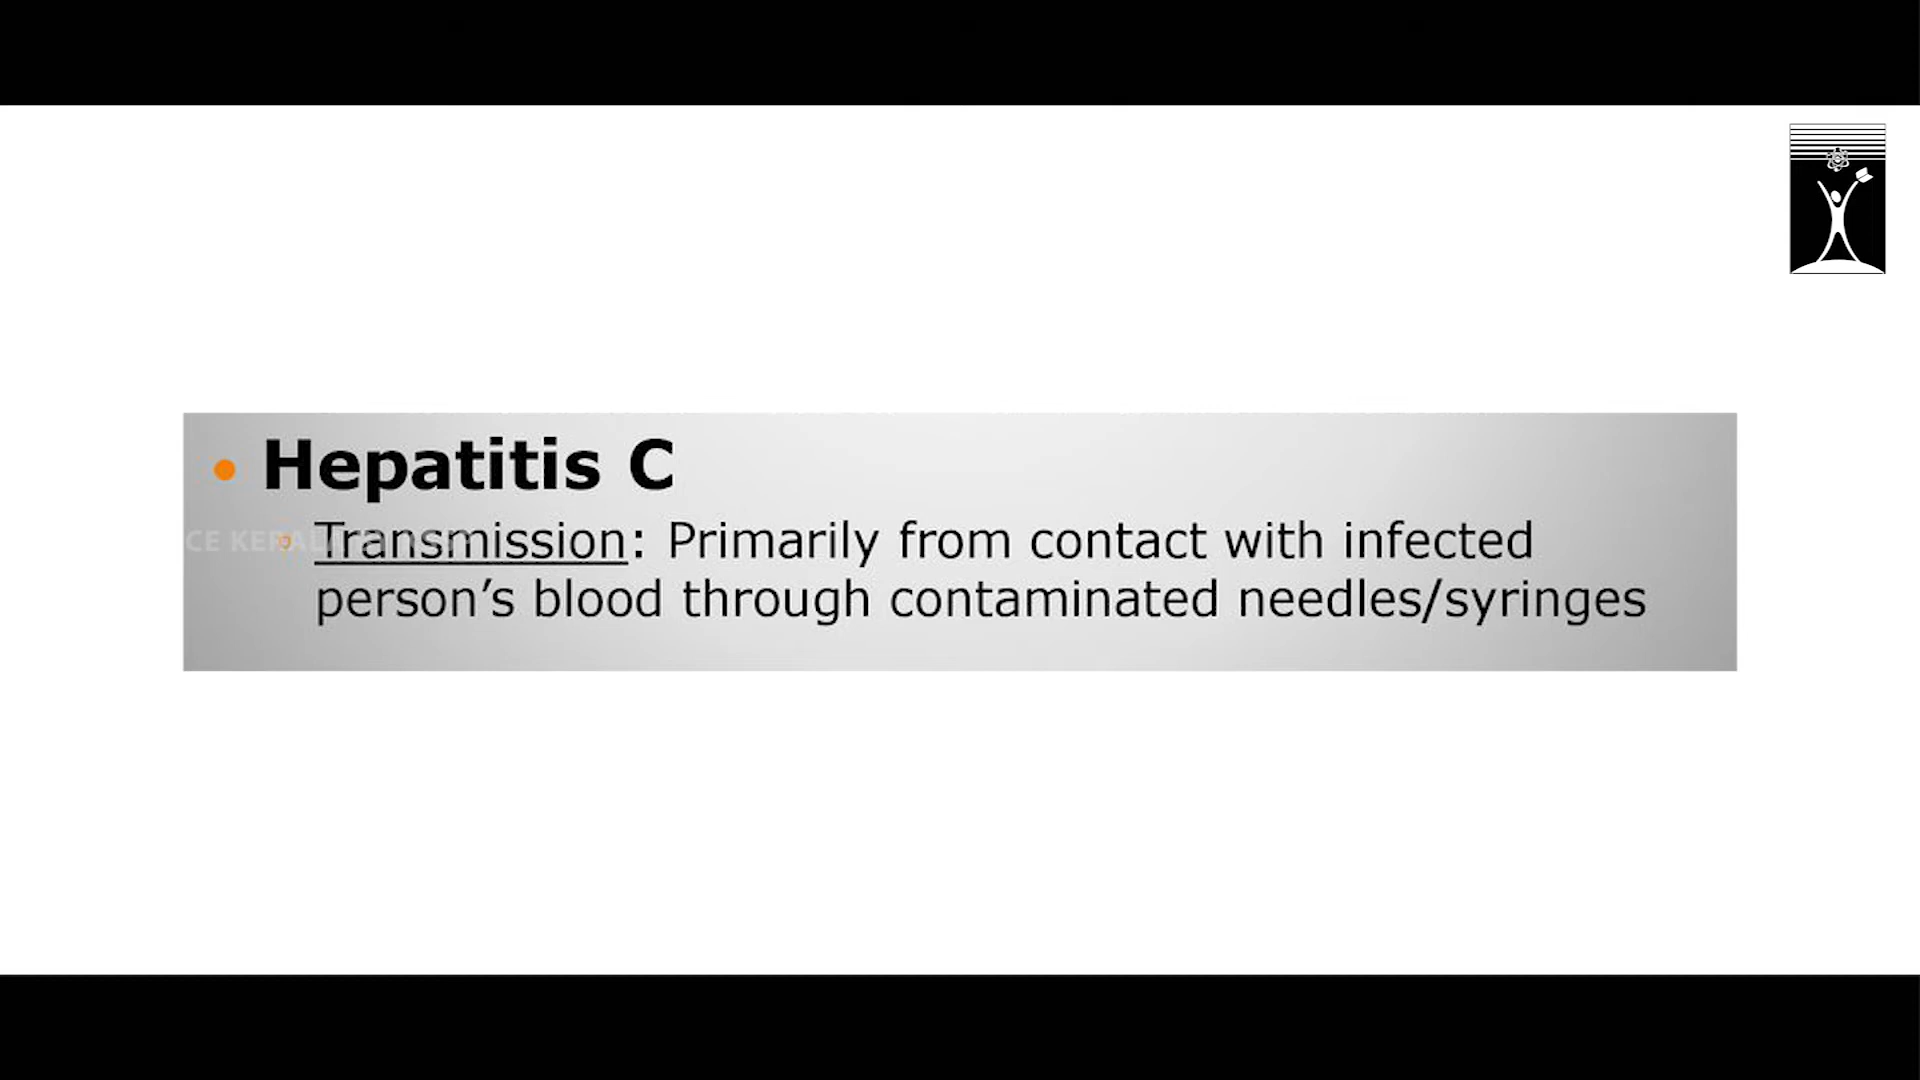 Hepatitis C
Transmission: Primarily from contact with infected
person’s blood through contaminated needles/syringes